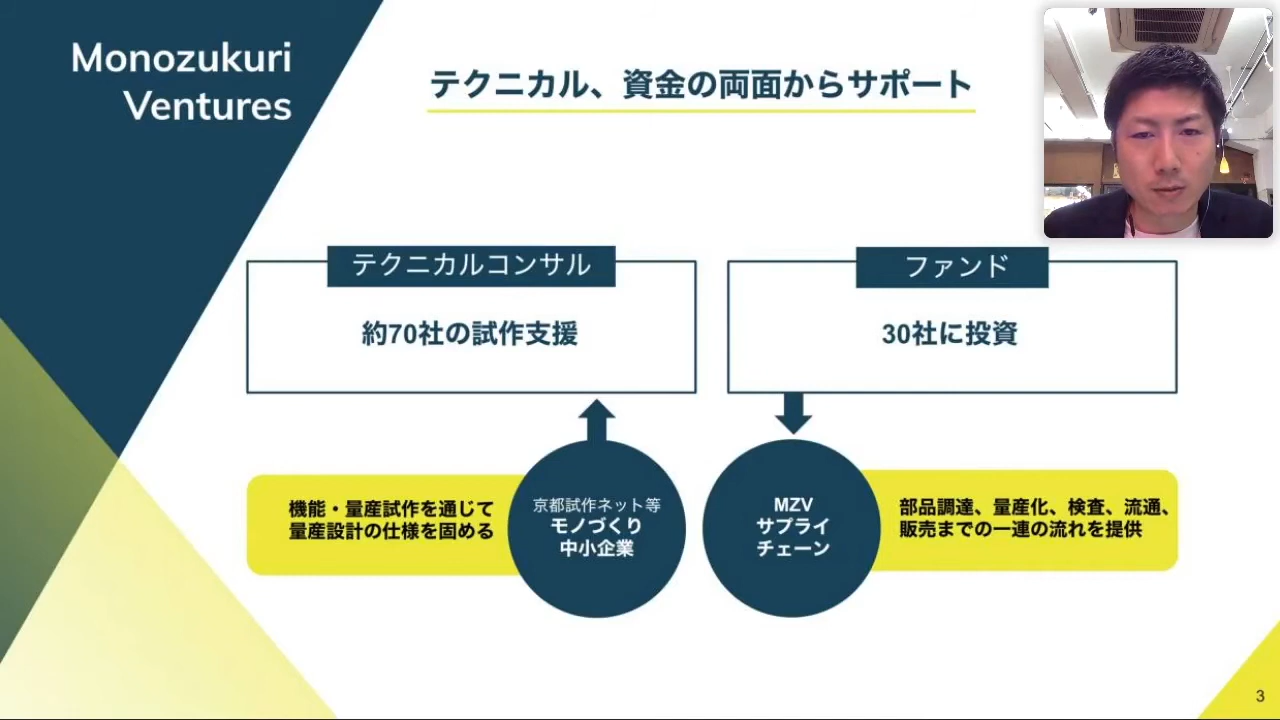 Monozukuri
Ventures
テクニカル、資金の両面からサポート
テクニカルコンサル
約70社の試作支援
ファンド
30社に投資
機能・量産試作を通じて
量産設計の仕様を固める
京都試作ネット等
モノづくり
中小企業
MZV
サプライ
チェーン
部品調達、量産化、検査、流通、
販売までの一連の流れを提供
3